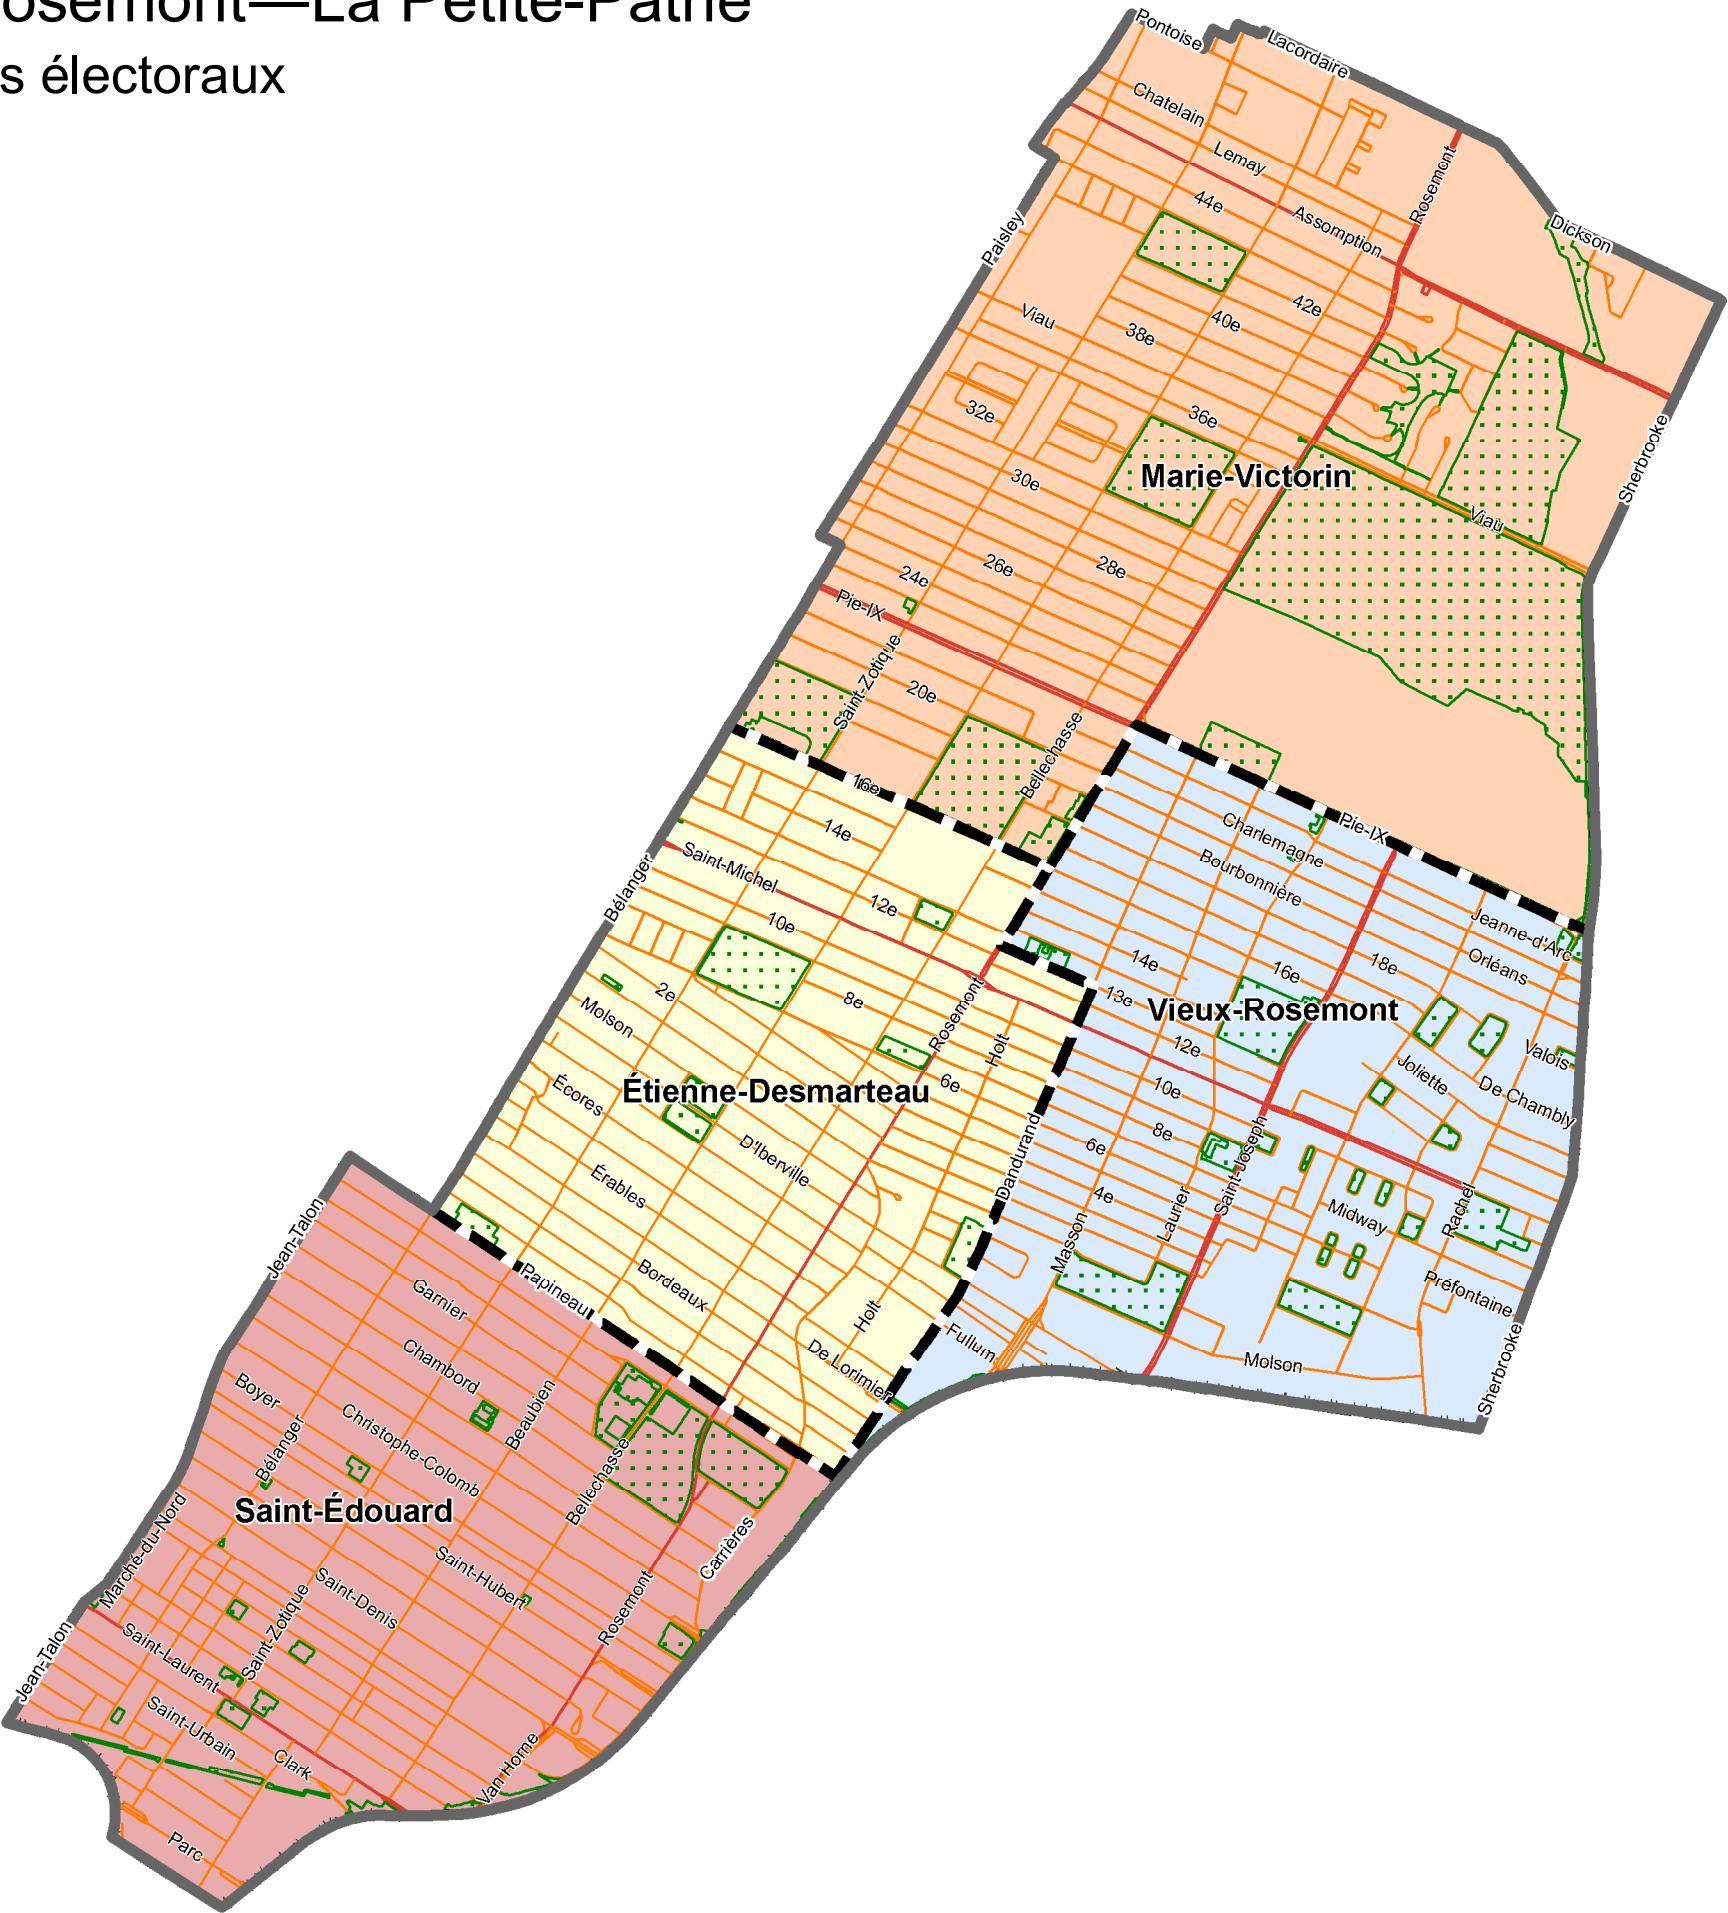 osemont—La Petite-Patrie
s électoraux
Pontoise
Lacordaire
Chatelain
Lemay
Rosemont
44e
Assomption
Dickson
Paisley
42e
40e
38e
Viau
32e
36e
Sherbrooke
Marie-Victorin
30e
Viau
28e
26e
24e
Pie-IX
Saint-Zotique
20e
Bellechasse
16e
14e
Charlemagne
Pie-IX
Bourbonnière
Saint-Michel
Bélanger
12e
10e
Jeanne-d'Arc
Orléans
14e
16e
18e
13e
Vieux-Rosemont
2e
8e
Molson
Rosemont
Holt
12e
Valois
Joliette
De Chambly
Étienne-Desmarteau
6e
10e
Écores
8e
6e
D'Iberville
Dandurand
Saint-Joseph
4e
Érables
Laurier
Midway
Rachel
Masson
Jean-Talon
Papineau
Bordeaux
Préfontaine
Garnier
Holt
Fullum
De Lorimier
Molson
Sherbrooke
Chambord
Boyer
Beaubien
Christophe-Colomb
Bélanger
Bellechasse
Saint-Édouard
Marché-du-Nord
Carrières
Saint-Hubert
Saint-Denis
Rosemont
Saint-Zotique
Jean-Talon
Saint-Laurent
Saint-Urbain
Clark
Van Horne
Parc